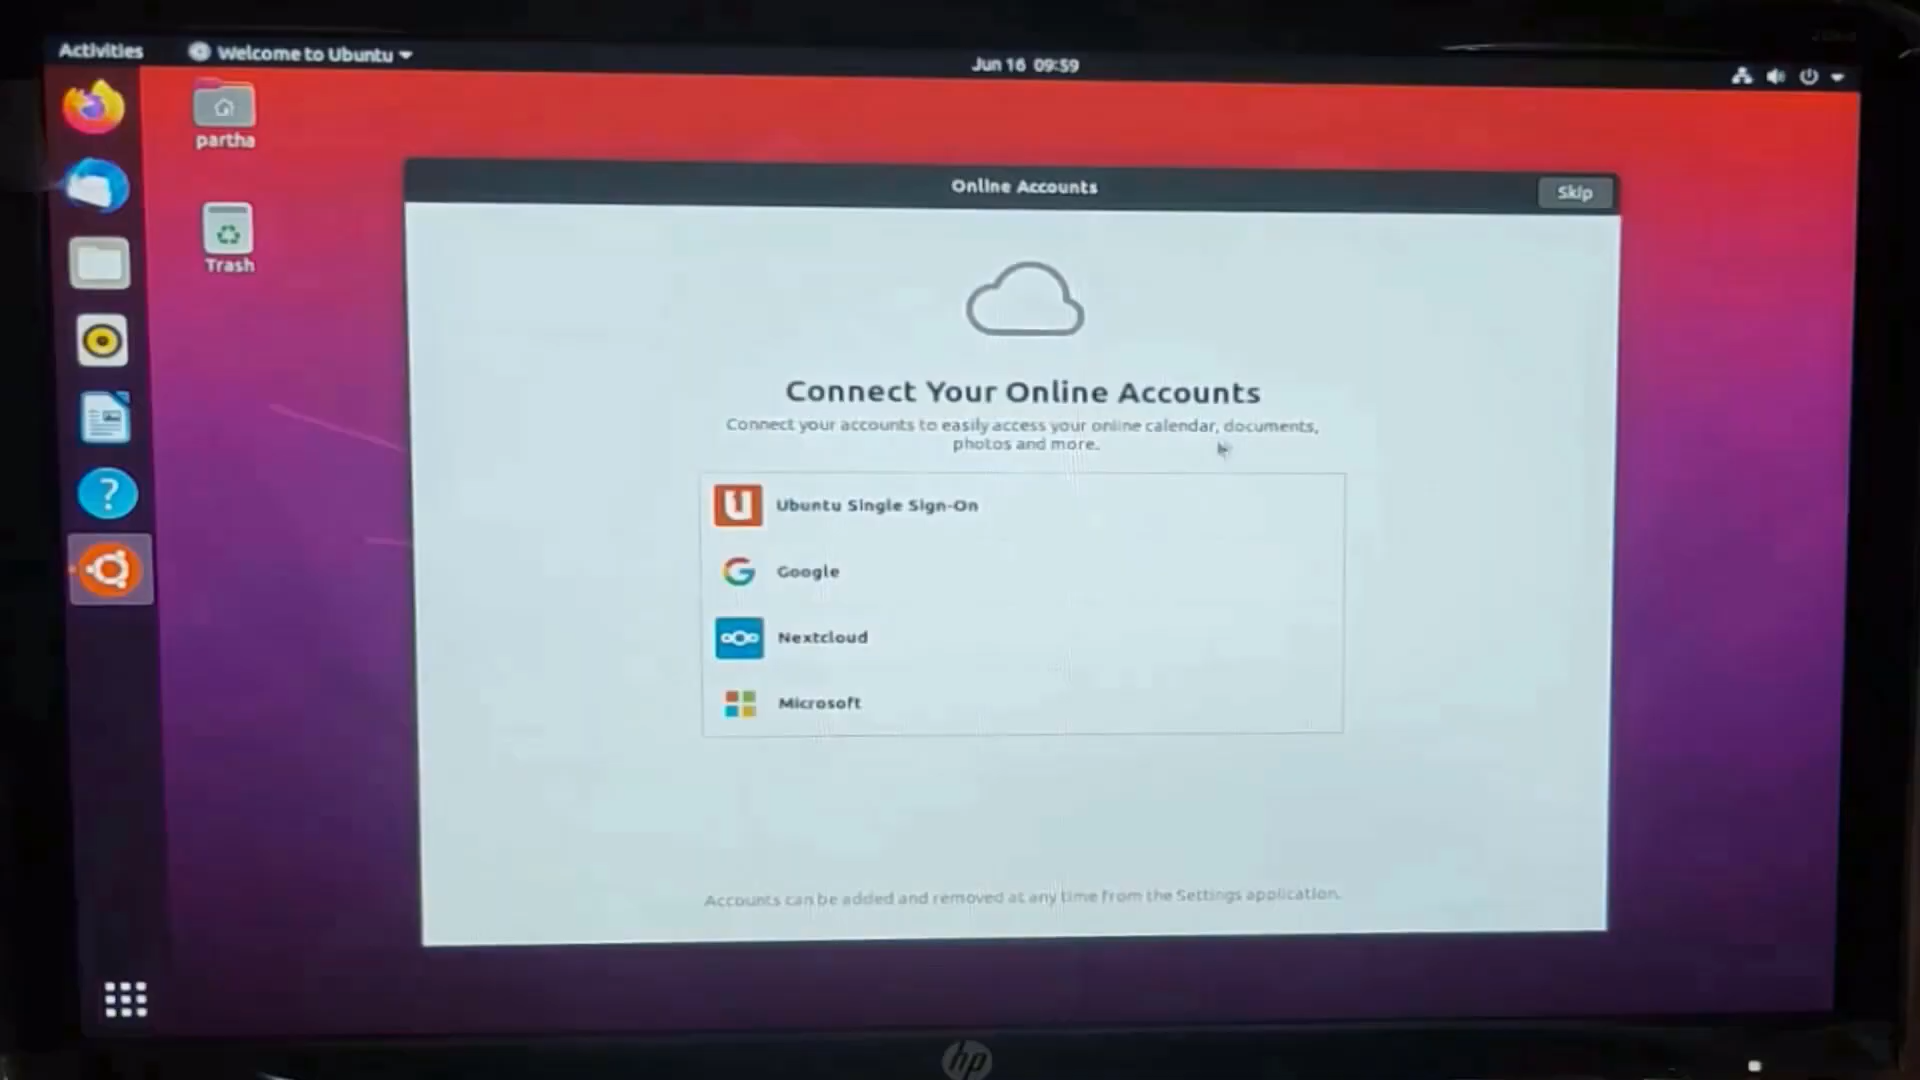 Activities
Welcome to Ubuntu
Jun 16 09:59
partha
Trash
Online Accounts
Skip
Connect Your Online Accounts
Connect your accounts to easily access your online calendar, documents,
photos and more.
Ubuntu Single Sign-On
Google
Nextcloud
Microsoft
Accounts can be added and removed at any time from the Settings application.
hp